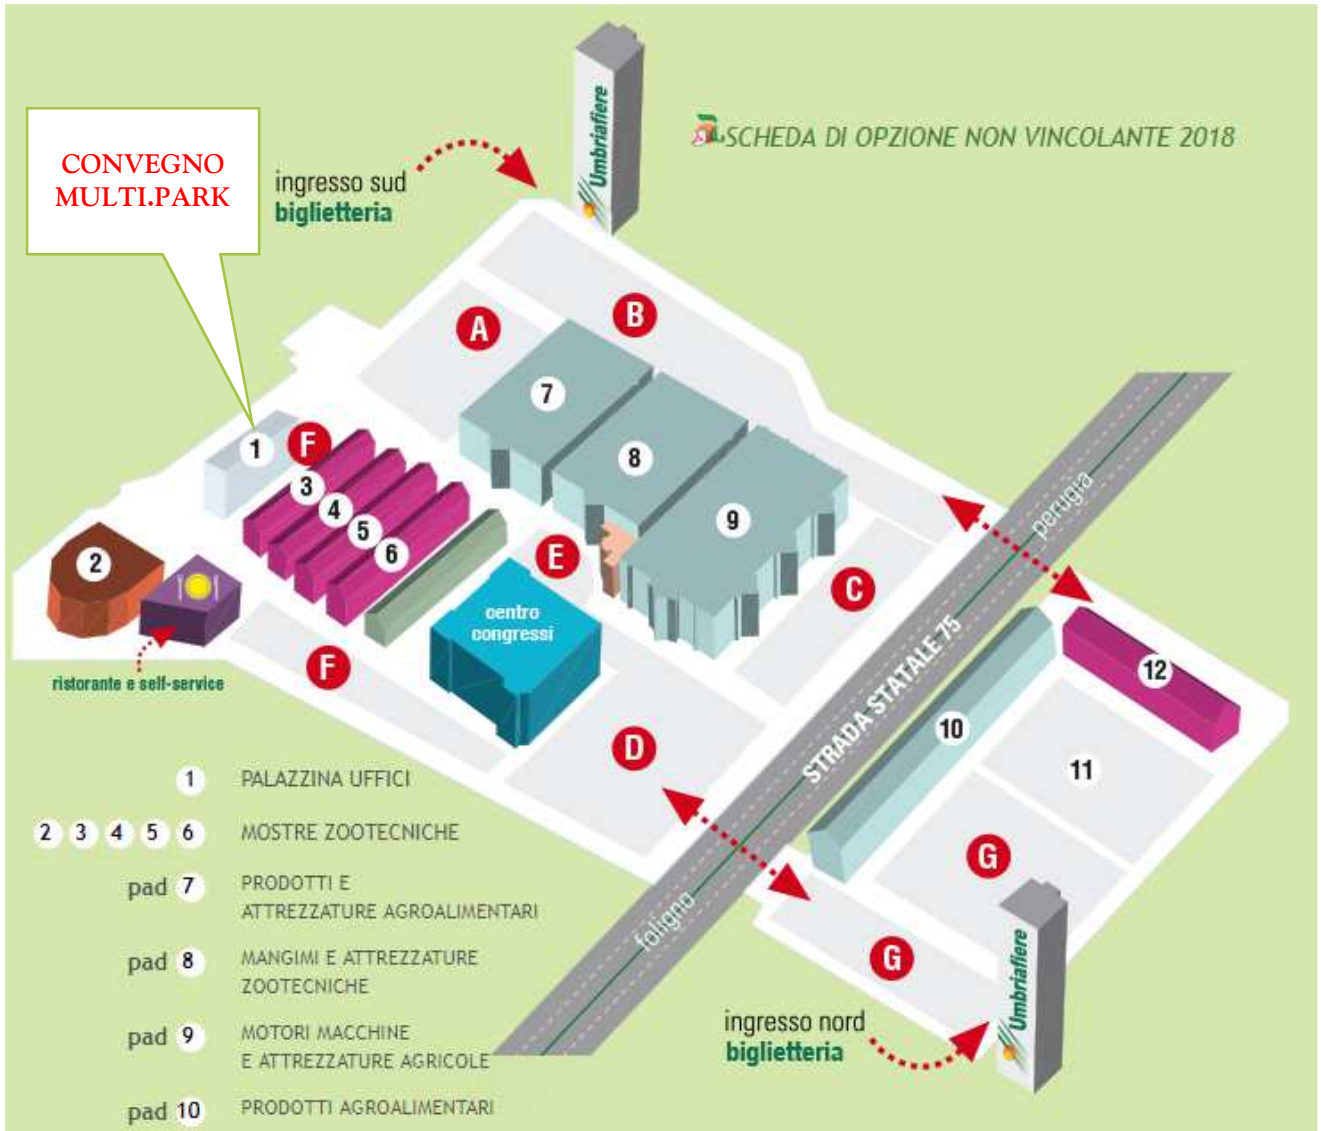 SCHEDA DI OPZIONE NON VINCOLANTE 2018
CONVEGNO
MULTI.PARK
ingresso sud
biglietteria
Umbriafiere
A
B
7
8
9
1
F
3
4
5
6
2
E
C
centro
congressi
ristorante e self-service
F
D
perugia
STRADA STATALE 75
foligno
12
10
11
G
G
ingresso nord
biglietteria
Umbriafiere
1 PALAZZINA UFFICI
2 3 4 5 6 MOSTRE ZOOTECNICHE
pad 7 PRODOTTI E
ATTREZZATURE AGROALIMENTARI
pad 8 MANGIMI E ATTREZZATURE
ZOOTECNICHE
pad 9 MOTORI MACCHINE
E ATTREZZATURE AGRICOLE
pad 10 PRODOTTI AGROALIMENTARI